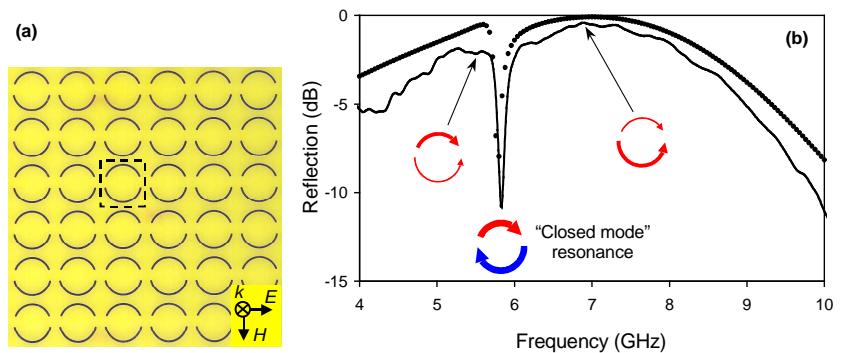 (a)
k
E
H
(b)
Reflection (dB)
0
-5
-10
-15
"Closed mode"
resonance
4 5 6 7 8 9 10
Frequency (GHz)